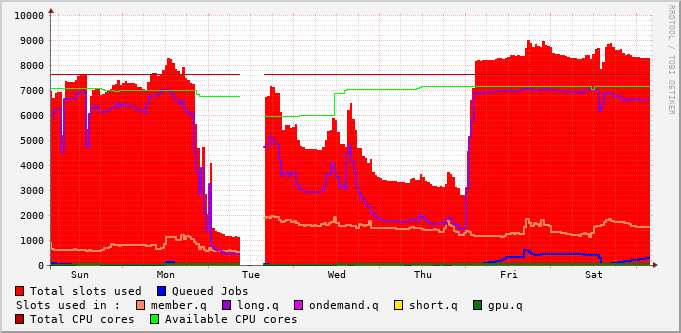 RRDTOOL / TOBI OETIKER
10000
9000
8000
7000
6000
5000
4000
3000
2000
1000
0
Sun Mon Tue Wed Thu Fri Sat
Total slots used Queued Jobs
Slots used in : member.q long.q ondemand.q short.q gpu.q
Total CPU cores Available CPU cores